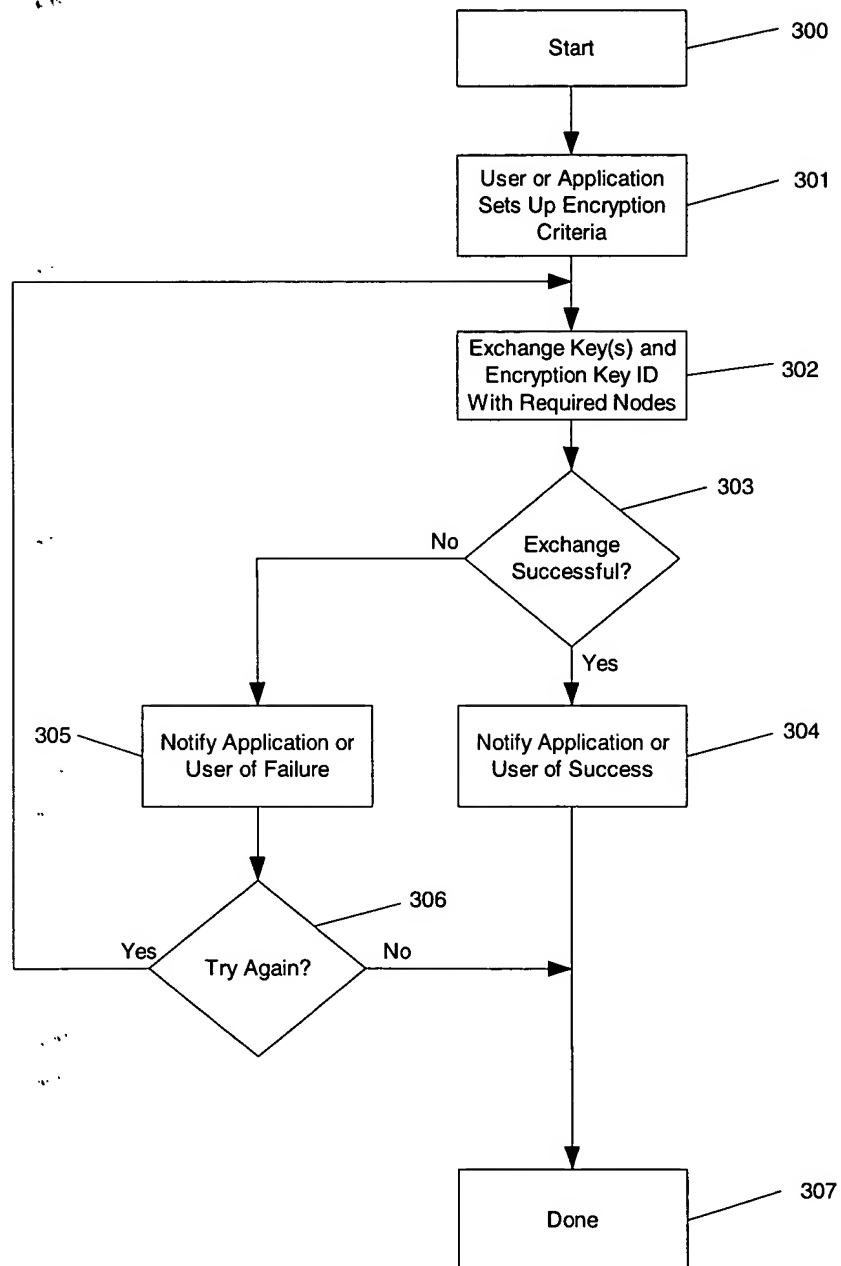 Start
300
User or Application
Sets Up Encryption
Criteria
301
Exchange Key(s) and
Encryption Key ID
With Required Nodes
302
303
No
Exchange
Successful?
Yes
305
Notify Application or
User of Failure
Notify Application or
User of Success
304
306
Yes
Try Again?
No
Done
307